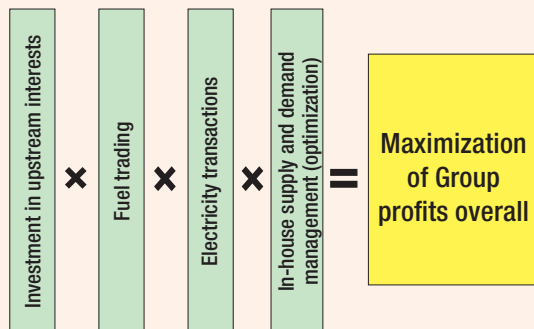 Investment in upstream interests
×
Fuel trading
×
Electricity transactions
×
In-house supply and demand
management (optimization)
=
Maximization
of Group
profits overall